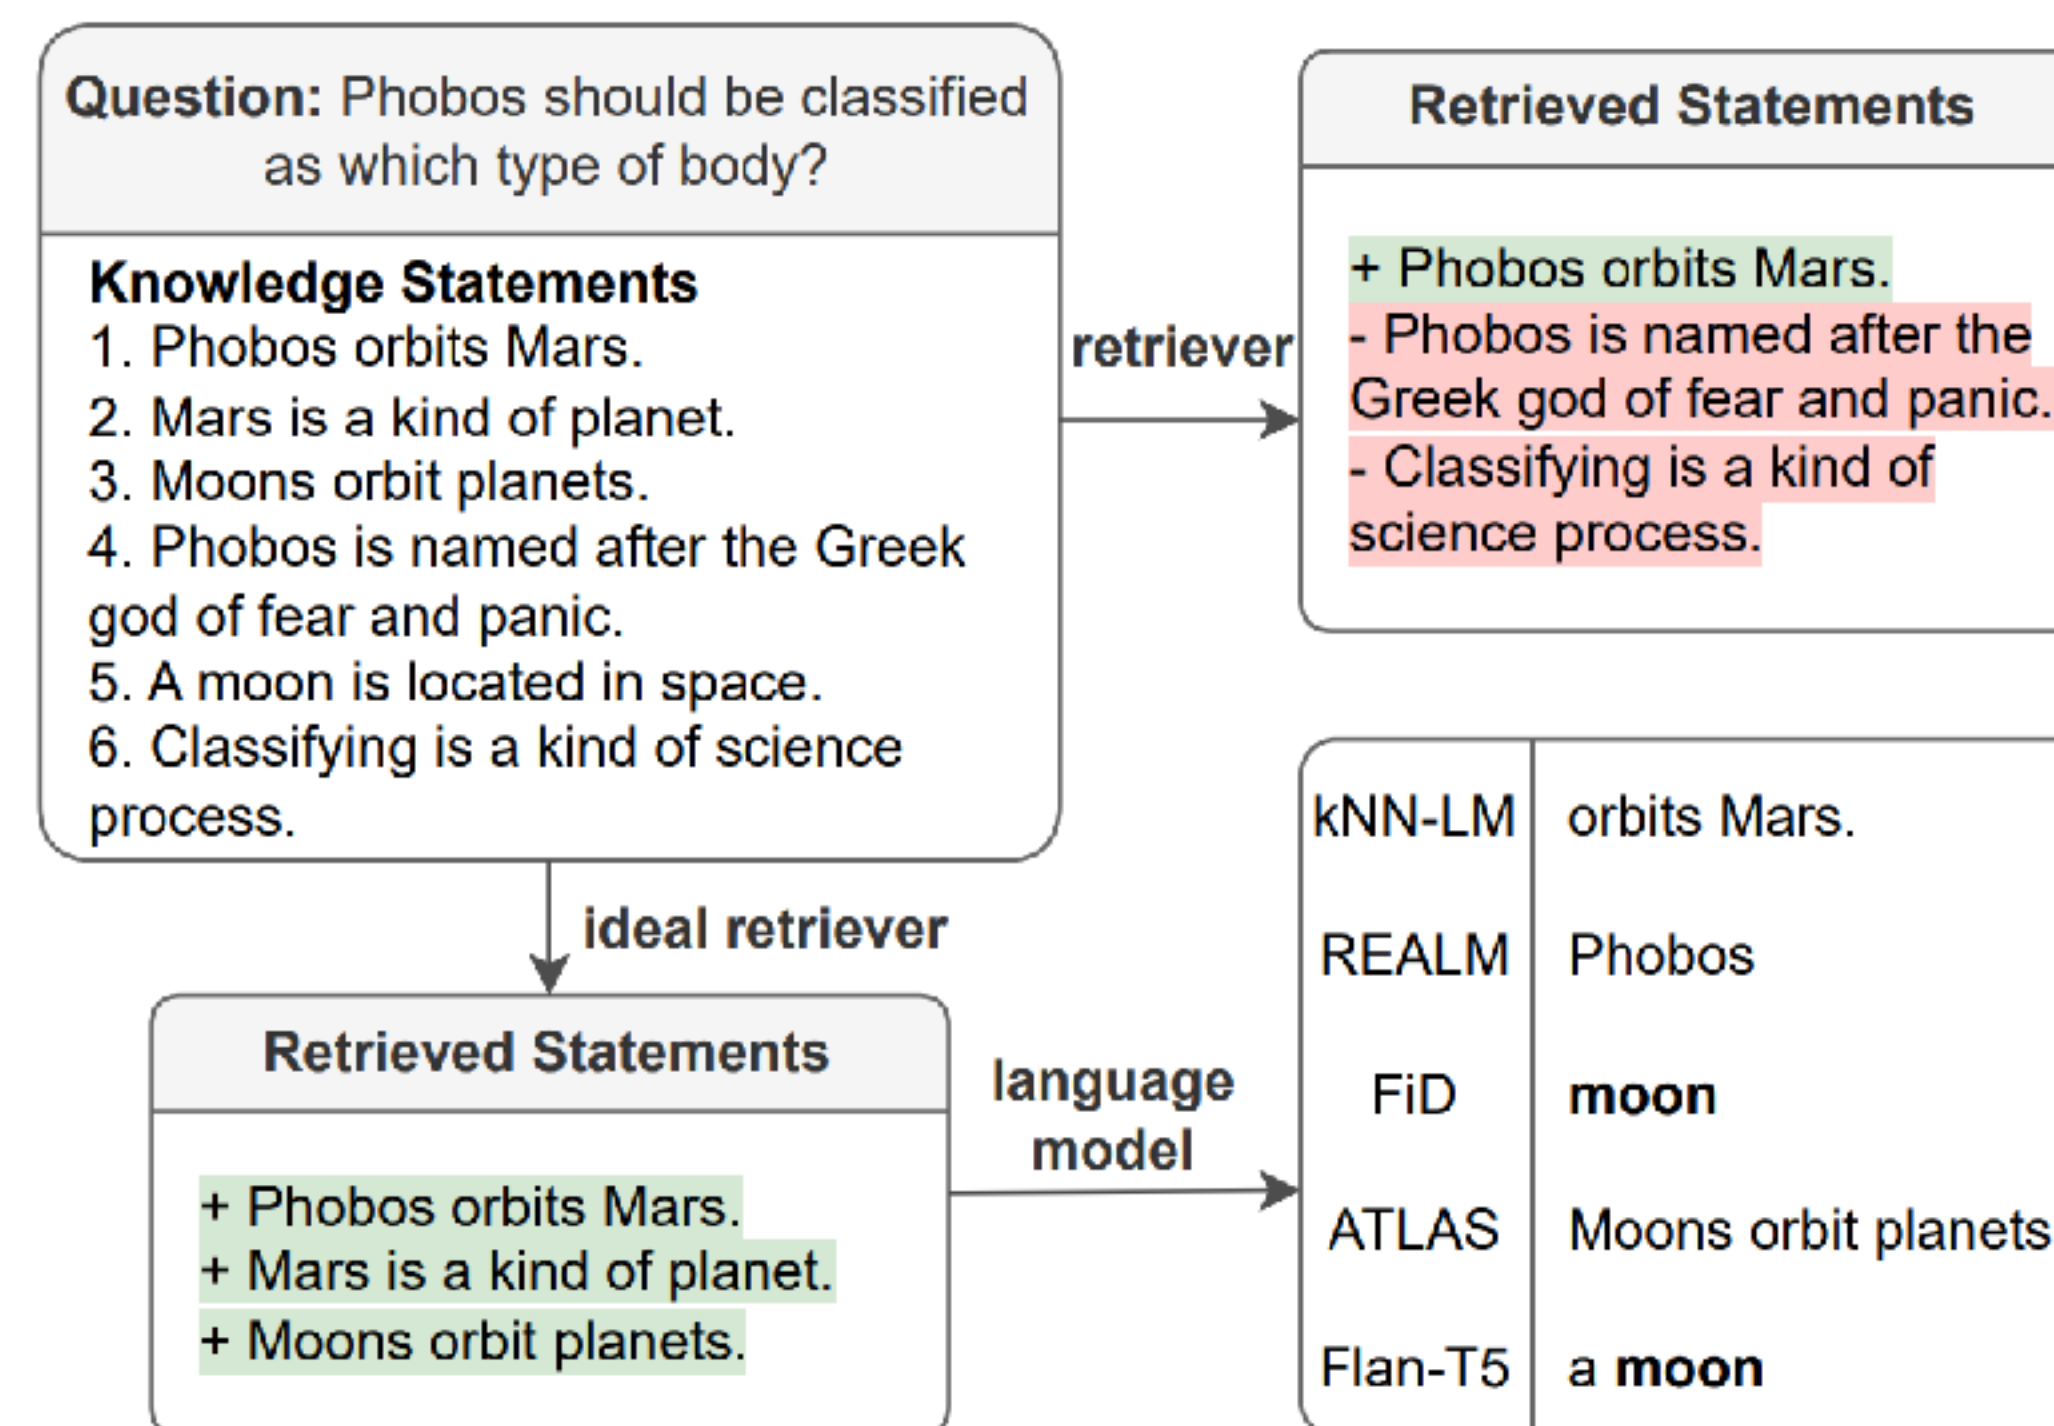 Question: Phobos should be classified
as which type of body?
Knowledge Statements
1. Phobos orbits Mars.
2. Mars is a kind of planet.
3. Moons orbit planets.
4. Phobos is named after the Greek
god of fear and panic.
5. A moon is located in space.
6. Classifying is a kind of science
process.
retriever
Retrieved Statements
+ Phobos orbits Mars.
- Phobos is named after the
Greek god of fear and panic.
- Classifying is a kind of
science process.
ideal retriever
Retrieved Statements
+ Phobos orbits Mars.
+ Mars is a kind of planet.
+ Moons orbit planets.
language
model
kNN-LM orbits Mars.
REALM Phobos
FiD moon
ATLAS Moons orbit planets
Flan-T5 a moon